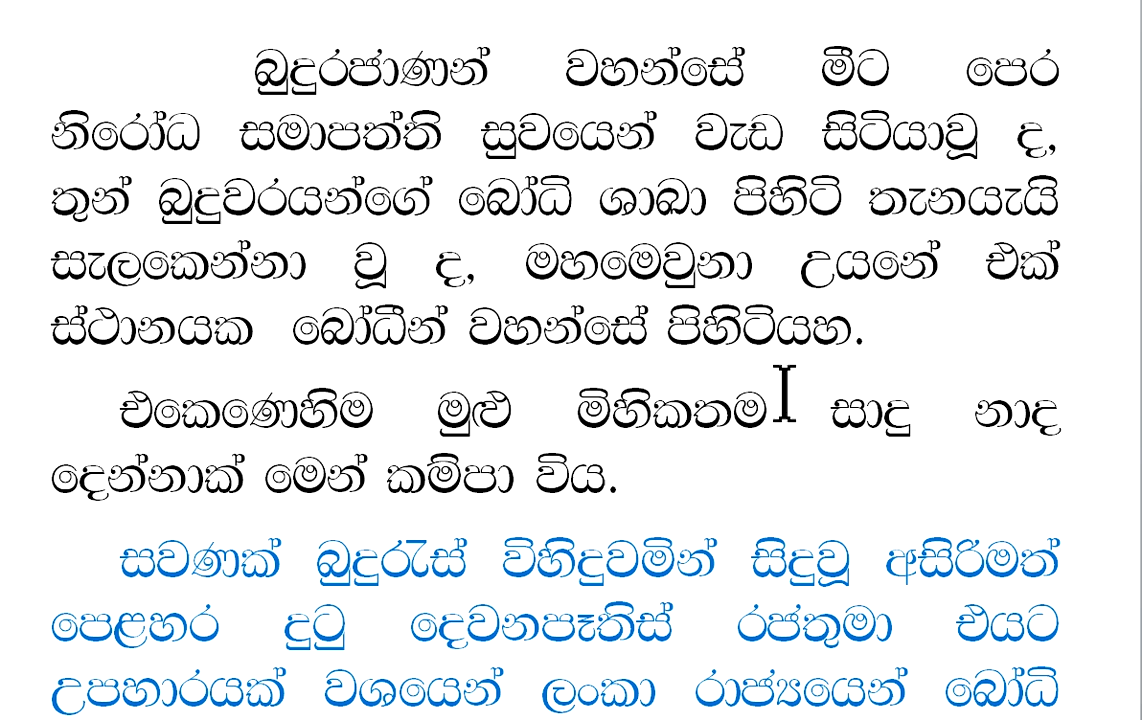 බුදුරජාණන් වහන්සේ මීට පෙර
නිරෝධ සමාපත්ති සුවයෙන් වැඩ සිටියාවූ ද,
තුන් බුදුවරයන්ගේ බෝධි ශාඛා පිහිටි තැනයැයි
සැලකෙන්නා වූ ද, මහමෙවුනා උයනේ එක්
ස්ථානයක බෝධීන් වහන්සේ පිහිටියහ.
එකෙණෙහිම මුළු මිහිකතම සාදු නාද
දෙන්නාක් මෙන් කම්පා විය.
සවණක් බුදුරැස් විහිදුවමින් සිදුවූ අසිරිමත්
පෙළහර දුටු දෙවනපෑතිස් රජතුමා එයට
උපහාරයක් වශයෙන් ලංකා රාජ්‍යයෙන් බෝධි